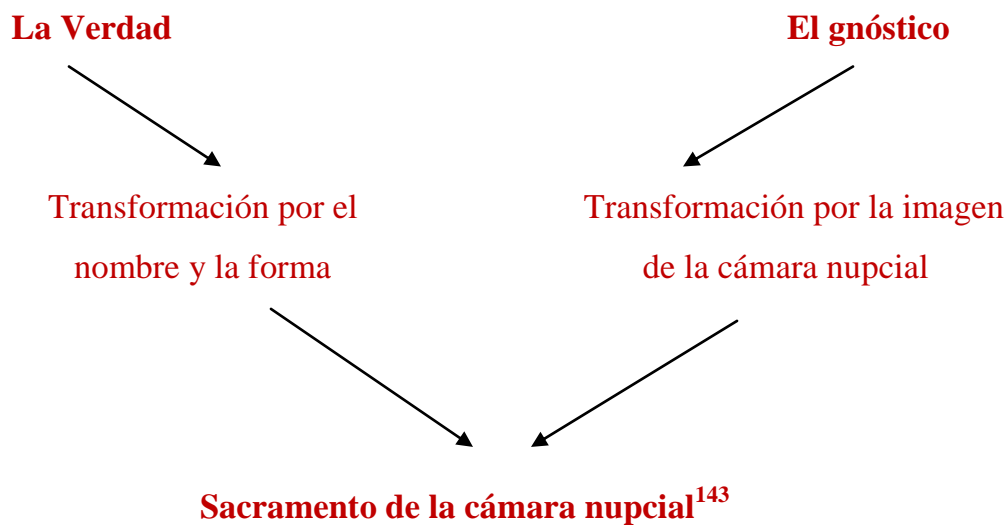 La Verdad
El gnóstico
Transformación por el
nombre y la forma
Transformación por la imagen
de la cámara nupcial
Sacramento de la cámara nupcial143